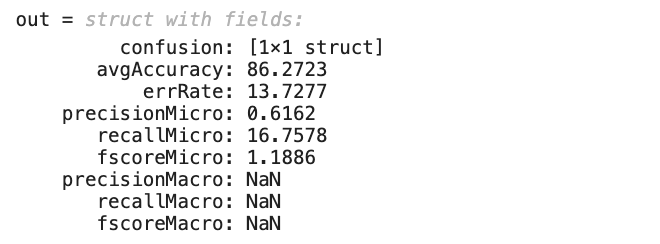 out = struct with fields:
confusion: [1×1 struct]
avgAccuracy: 86.2723
errRate: 13.7277
precisionMicro: 0.6162
recallMicro: 16.7578
fscoreMicro: 1.1886
precisionMacro: NaN
recallMacro: NaN
fscoreMacro: NaN